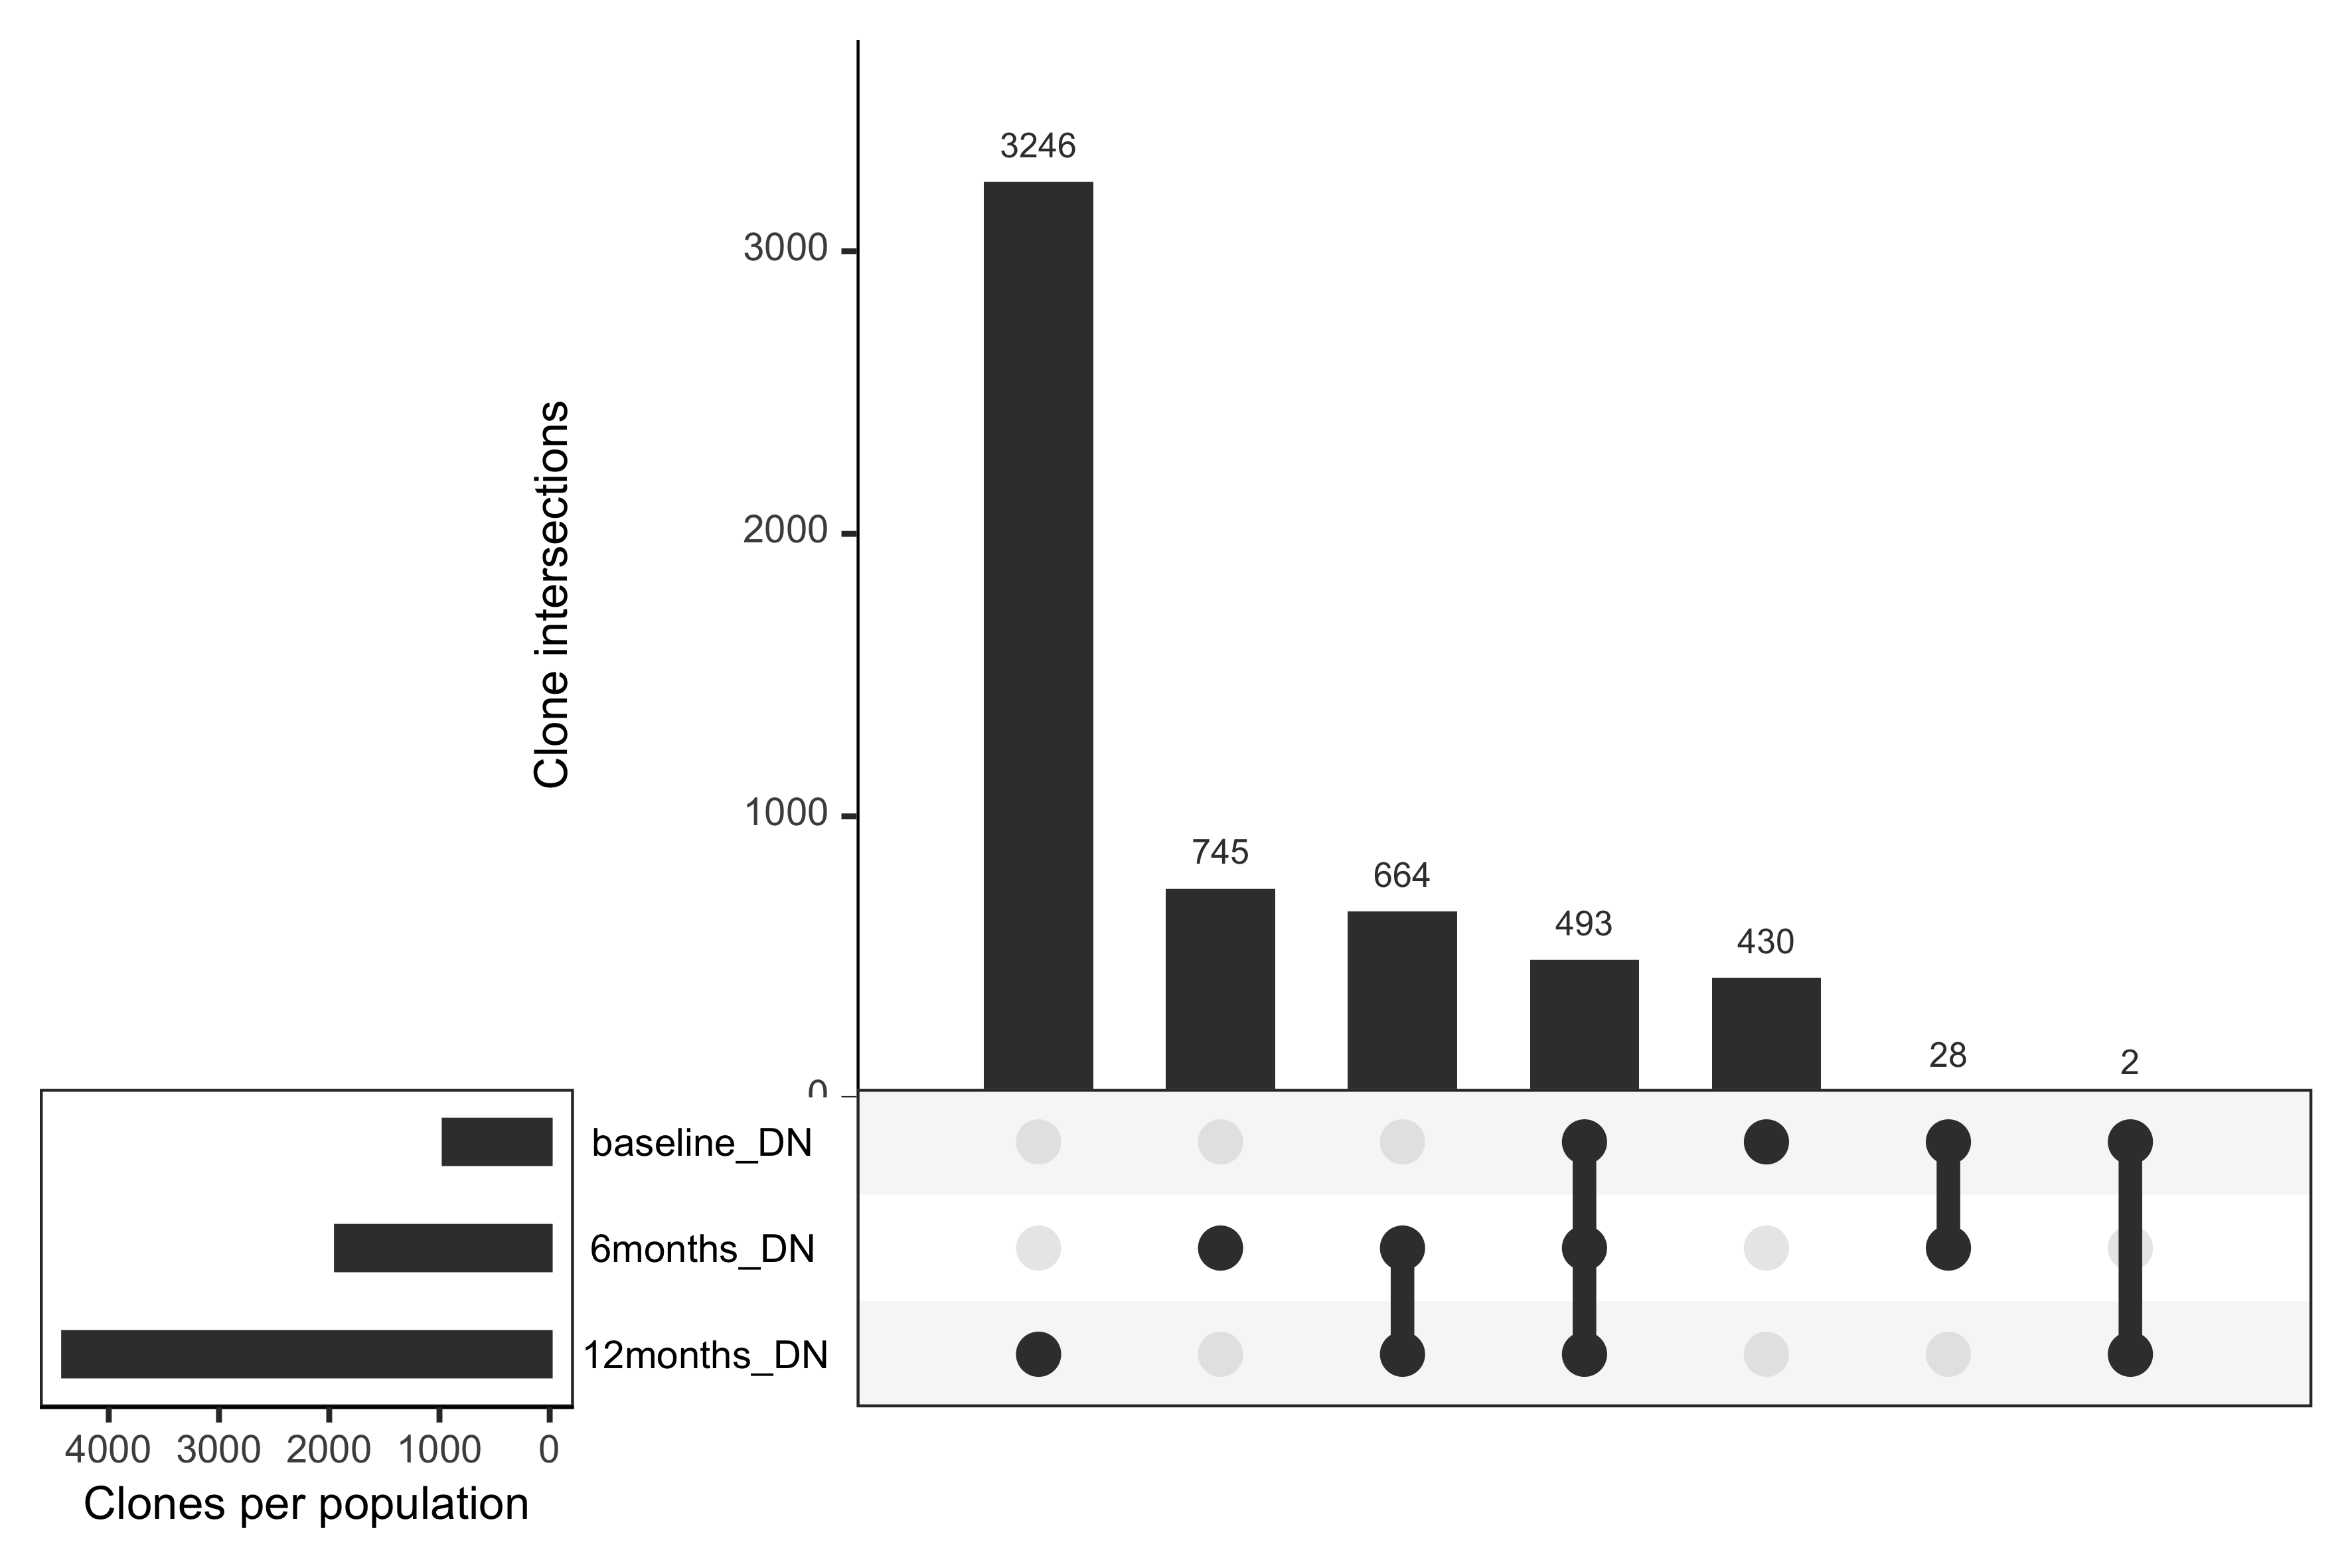 3246
3000
2000
1000
0
Clone intersections
745
664
493
430
28
2
baseline_DN
6months_DN
12months_DN
4000 3000 2000 1000 0
Clones per population